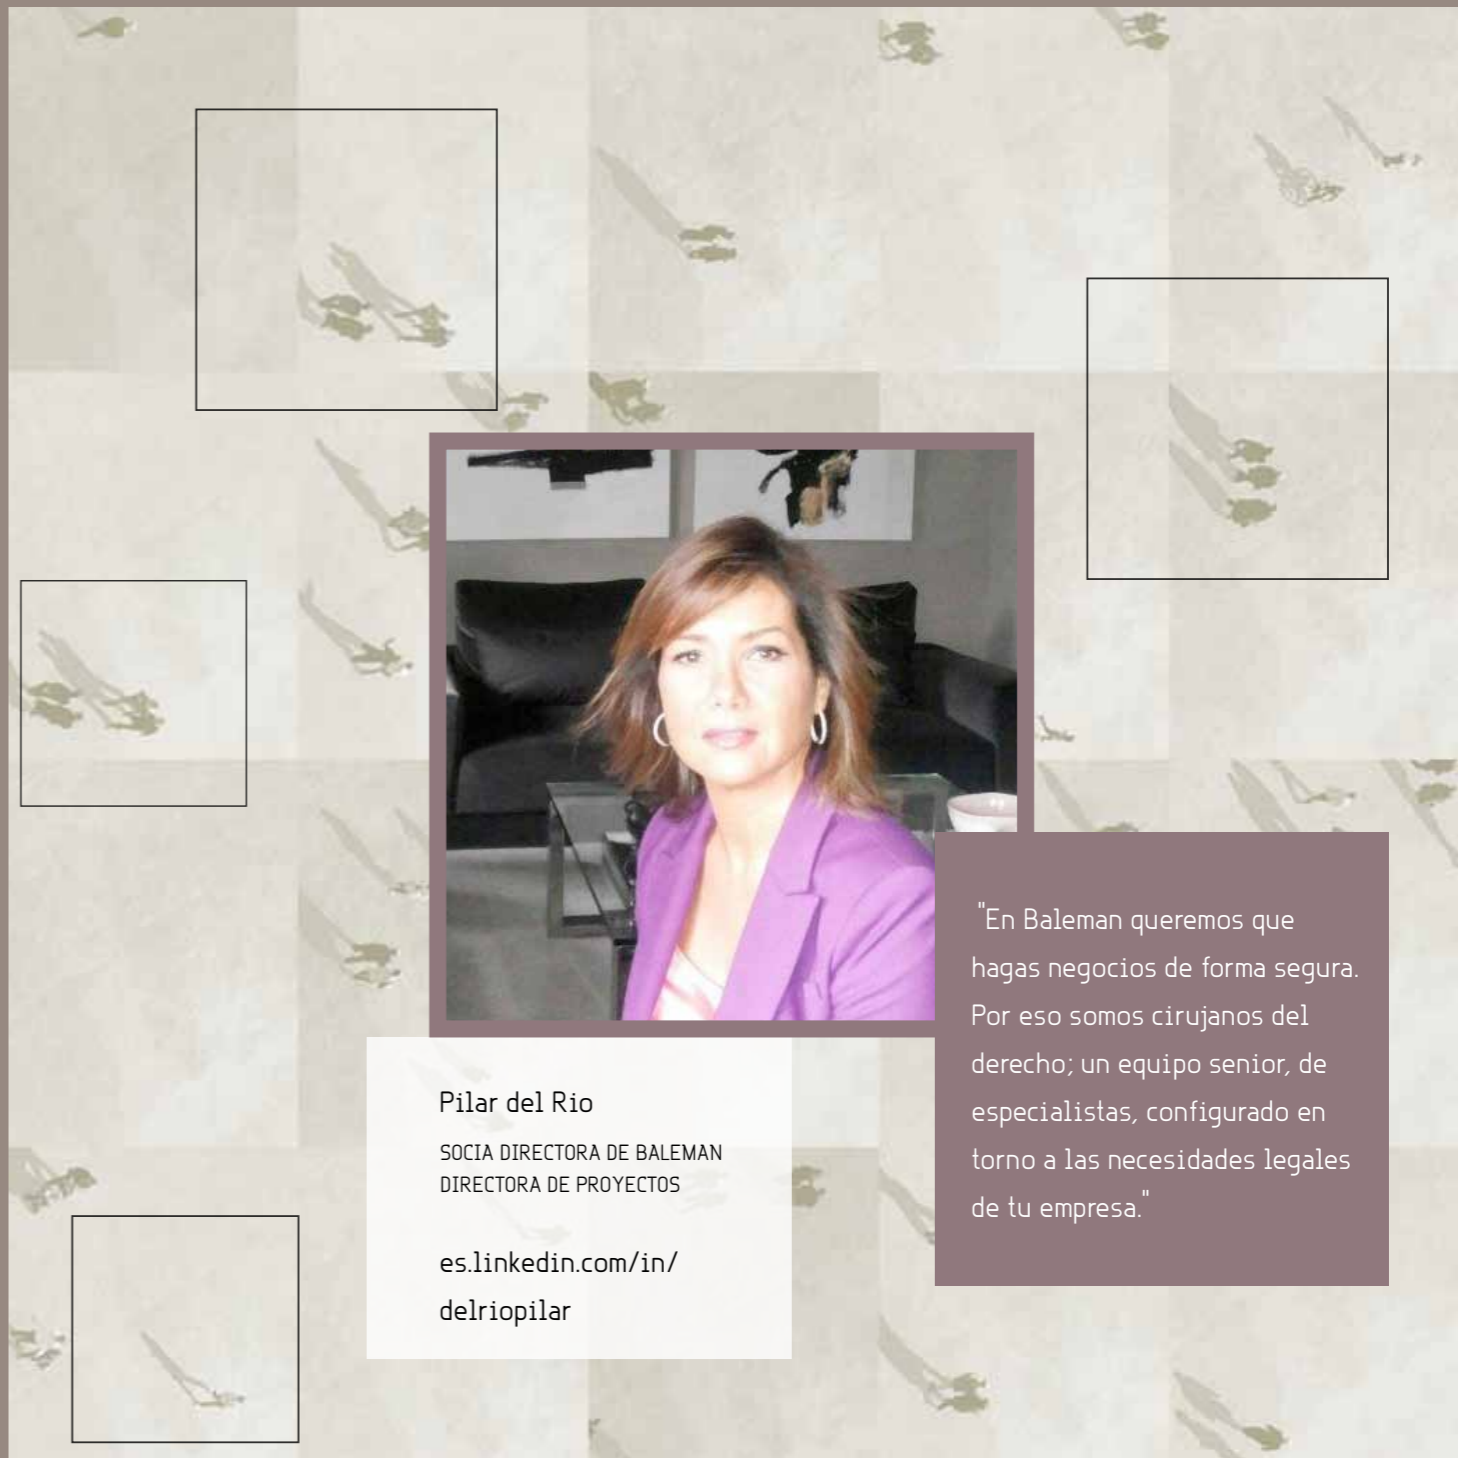 "En Baleman queremos que
hagas negocios de forma segura.
Por eso somos cirujanos del
derecho; un equipo senior, de
especialistas, configurado en
torno a las necesidades legales
de tu empresa."
Pilar del Rio
SOCIA DIRECTORA DE BALEMAN
DIRECTORA DE PROYECTOS
es.linkedin.com/in/
delriopilar